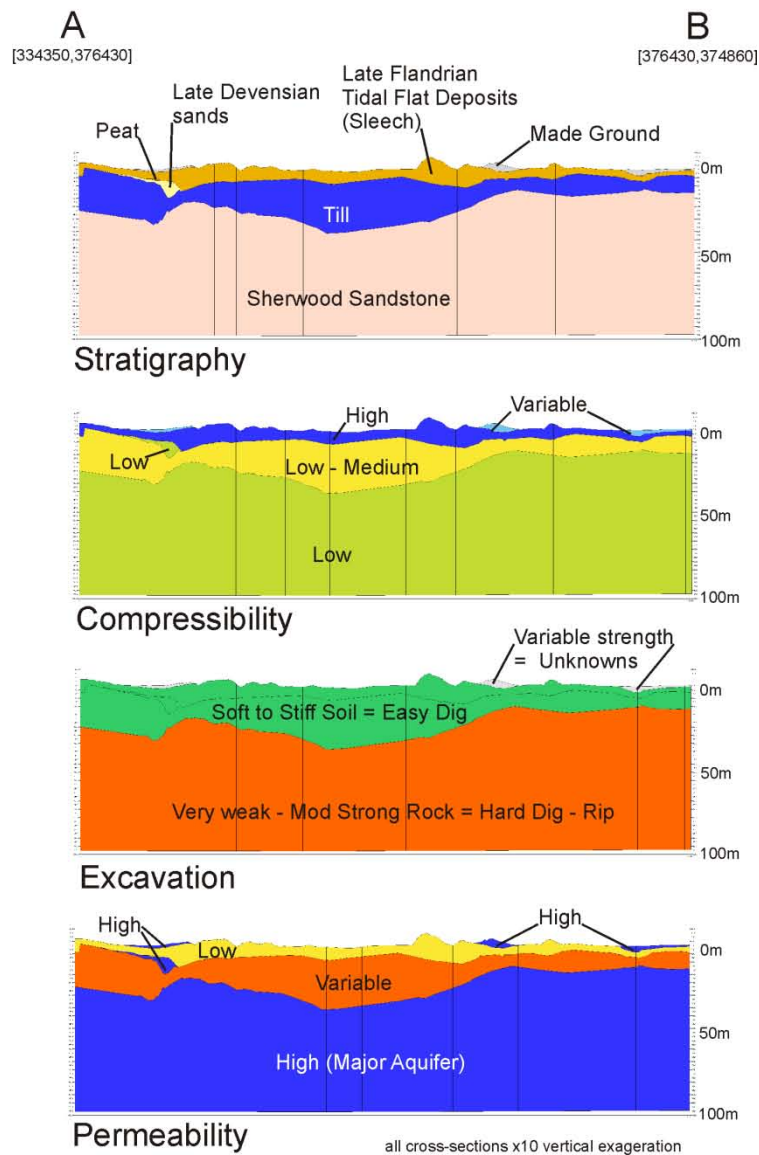 A
B
[334350,376430]
[376430,374860]
Late Flandrian
Tidal Flat Deposits
(Sleech)
Late Devensian
sands
Peat
Made Ground
0m
Till
50m
Sherwood Sandstone
100m
Stratigraphy
High
Variable
0m
Low
Low - Medium
50m
Low
100m
Compressibility
Variable strength
= Unknowns
0m
Soft to Stiff Soil = Easy Dig
50m
Very weak - Mod Strong Rock = Hard Dig - Rip
100m
Excavation
High
High
Low
0m
Variable
50m
High (Major Aquifer)
100m
Permeability
all cross-sections x10 vertical exageration